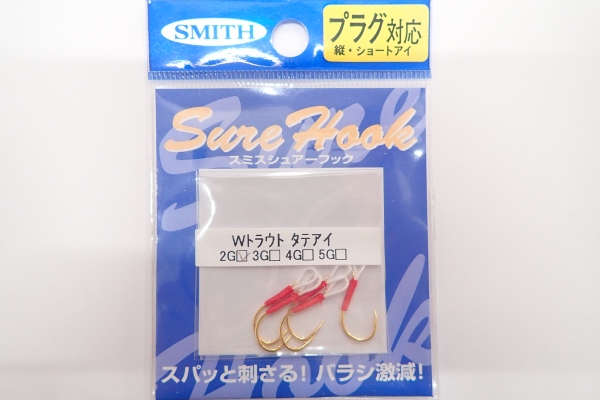 SMITH
プラグ対応
縦・ショートアイ
Sure Hook
スミスシュアーフック
Wトラウト タテアイ
2G☑3G□ 4G□ 5G□
スパッと刺さる! バラシ激減!